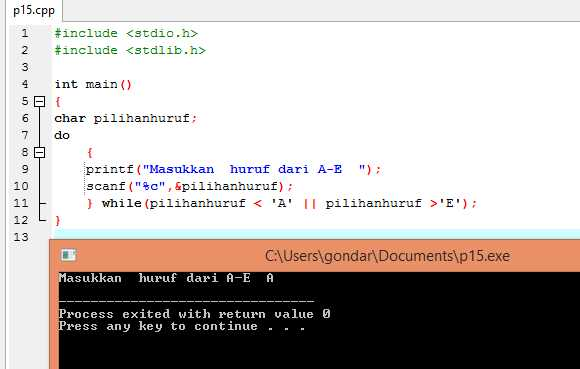 p15.cpp
1 #include <stdio.h>
2 #include <stdlib.h>
3
4 int main()
5 {
6 char pilihanhuruf;
7 do
8 {
9 printf("Masukkan  huruf dari A-E  ");
10 scanf("%c",&pilihanhuruf);
11 } while(pilihanhuruf < 'A' || pilihanhuruf >'E');
12 }
13
C:\Users\gondar\Documents\p15.exe
Masukkan  huruf dari A-E  A
--------------------------------
Process exited with return value 0
Press any key to continue . . .